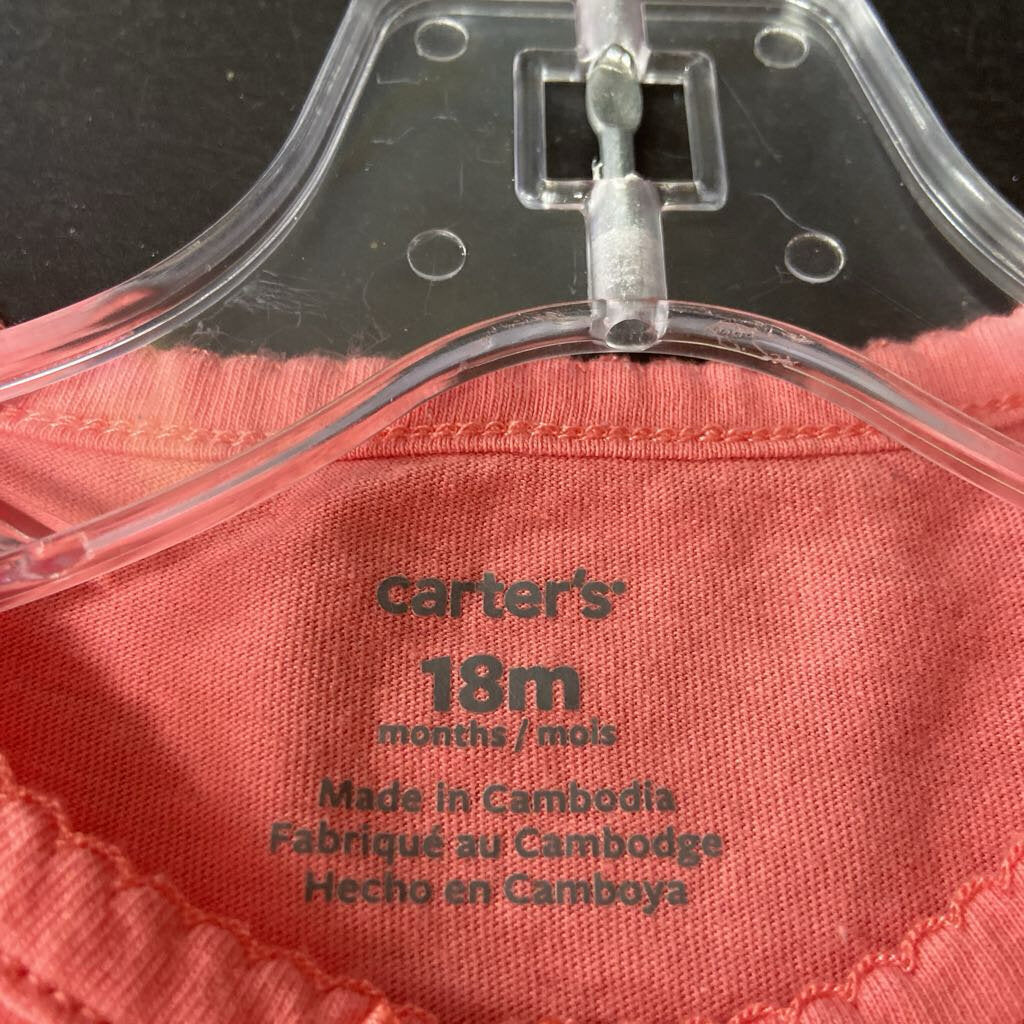 carter's
18m
months / mois
Made in Cambodia
Fabriqué au Cambodge
Hecho en Camboya